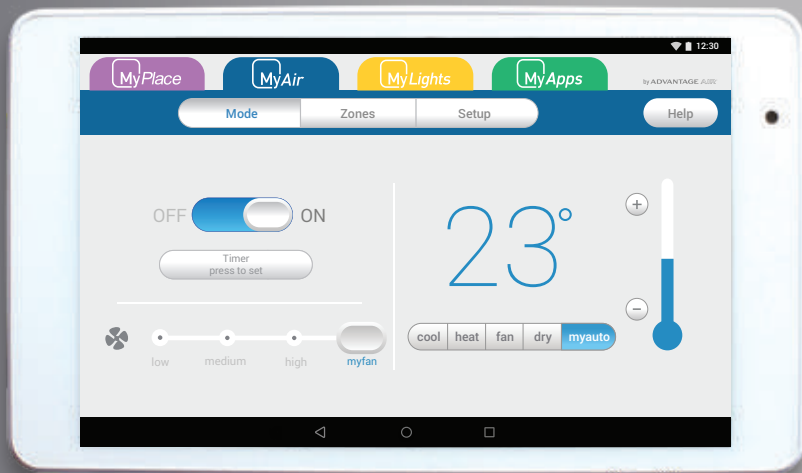 12:30
MyPlace
MyAir
MyLights
MyApps
by ADVANTAGE AIR
Mode
Zones
Setup
Help
OFF
ON
Timer
press to set
low
medium
high
myfan
23°
+
−
cool
heat
fan
dry
myauto